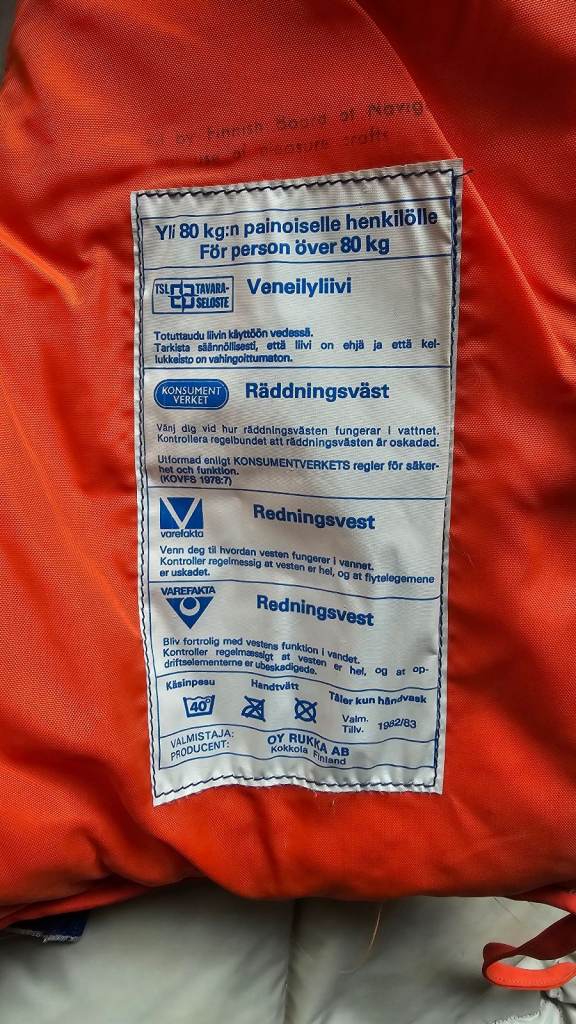 by Finnish Board of Navig
of pleasure crafts
Yli 80 kg:n painoiselle henkilölle
För person över 80 kg
TSL TAVARA-
SELOSTE
Veneilyliivi
Totuttaudu liivin käyttöön vedessä.
Tarkista säännöllisesti, että liivi on ehjä ja että kel-
lukkeisto on vahingoittumaton.
KONSUMENT
VERKET
Räddningsväst
Vänj dig vid hur räddningsvästen fungerar i vattnet.
Kontrollera regelbundet att räddningsvästen är oskadad.
Utformad enligt KONSUMENTVERKETS regler för säker-
het och funktion.
(KOVFS 1978:7)
varefakta
Redningsvest
Venn deg til hvordan vesten fungerer i vannet.
Kontroller regelmessig at vesten er hel, og at flytelegemene
er uskadet.
VAREFAKTA
Redningsvest
Bliv fortrolig med vestens funktion i vandet.
Kontroller regelmæssigt at vesten er hel, og at op-
driftselementerne er ubeskadigede.
Käsinpesu Handtvätt Tåler kun håndvask
40°
Valm.
Tillv. 1982/83
VALMISTAJA: OY RUKKA AB
PRODUCENT: Kokkola Finland